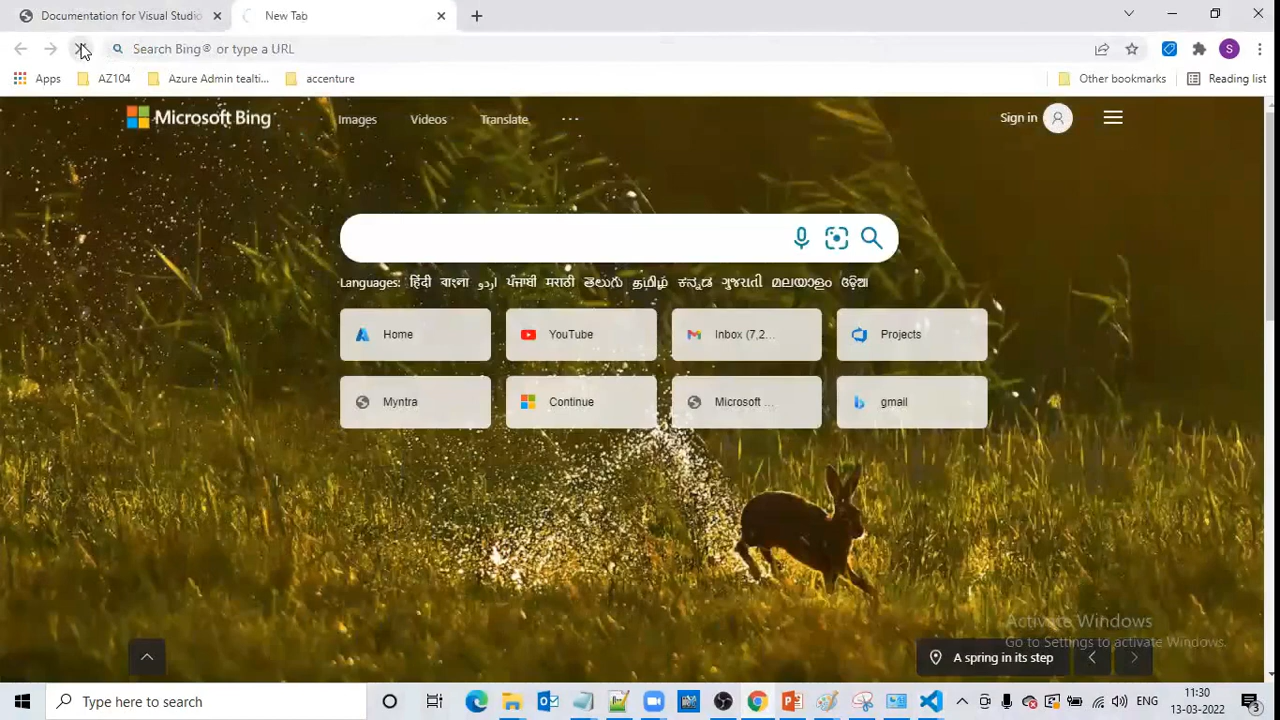 Documentation for Visual Studio
New Tab
Search Bing® or type a URL
S
Apps
AZ104
Azure Admin tealti...
accenture
Other bookmarks
Reading list
Microsoft Bing
Images
Videos
Translate
...
Sign in
Languages: हिंदी বাংলা اردو ਪੰਜਾਬੀ मराठी తెలుగు தமிழ் ಕನ್ನಡ ગુજરાતી മലയാളം ଓଡ଼ିଆ
Home
YouTube
Inbox (7,2...
Projects
Myntra
Continue
Microsoft ...
gmail
Activate Windows
Go to Settings to activate Windows.
A spring in its step
Type here to search
ENG
11:30
13-03-2022
3